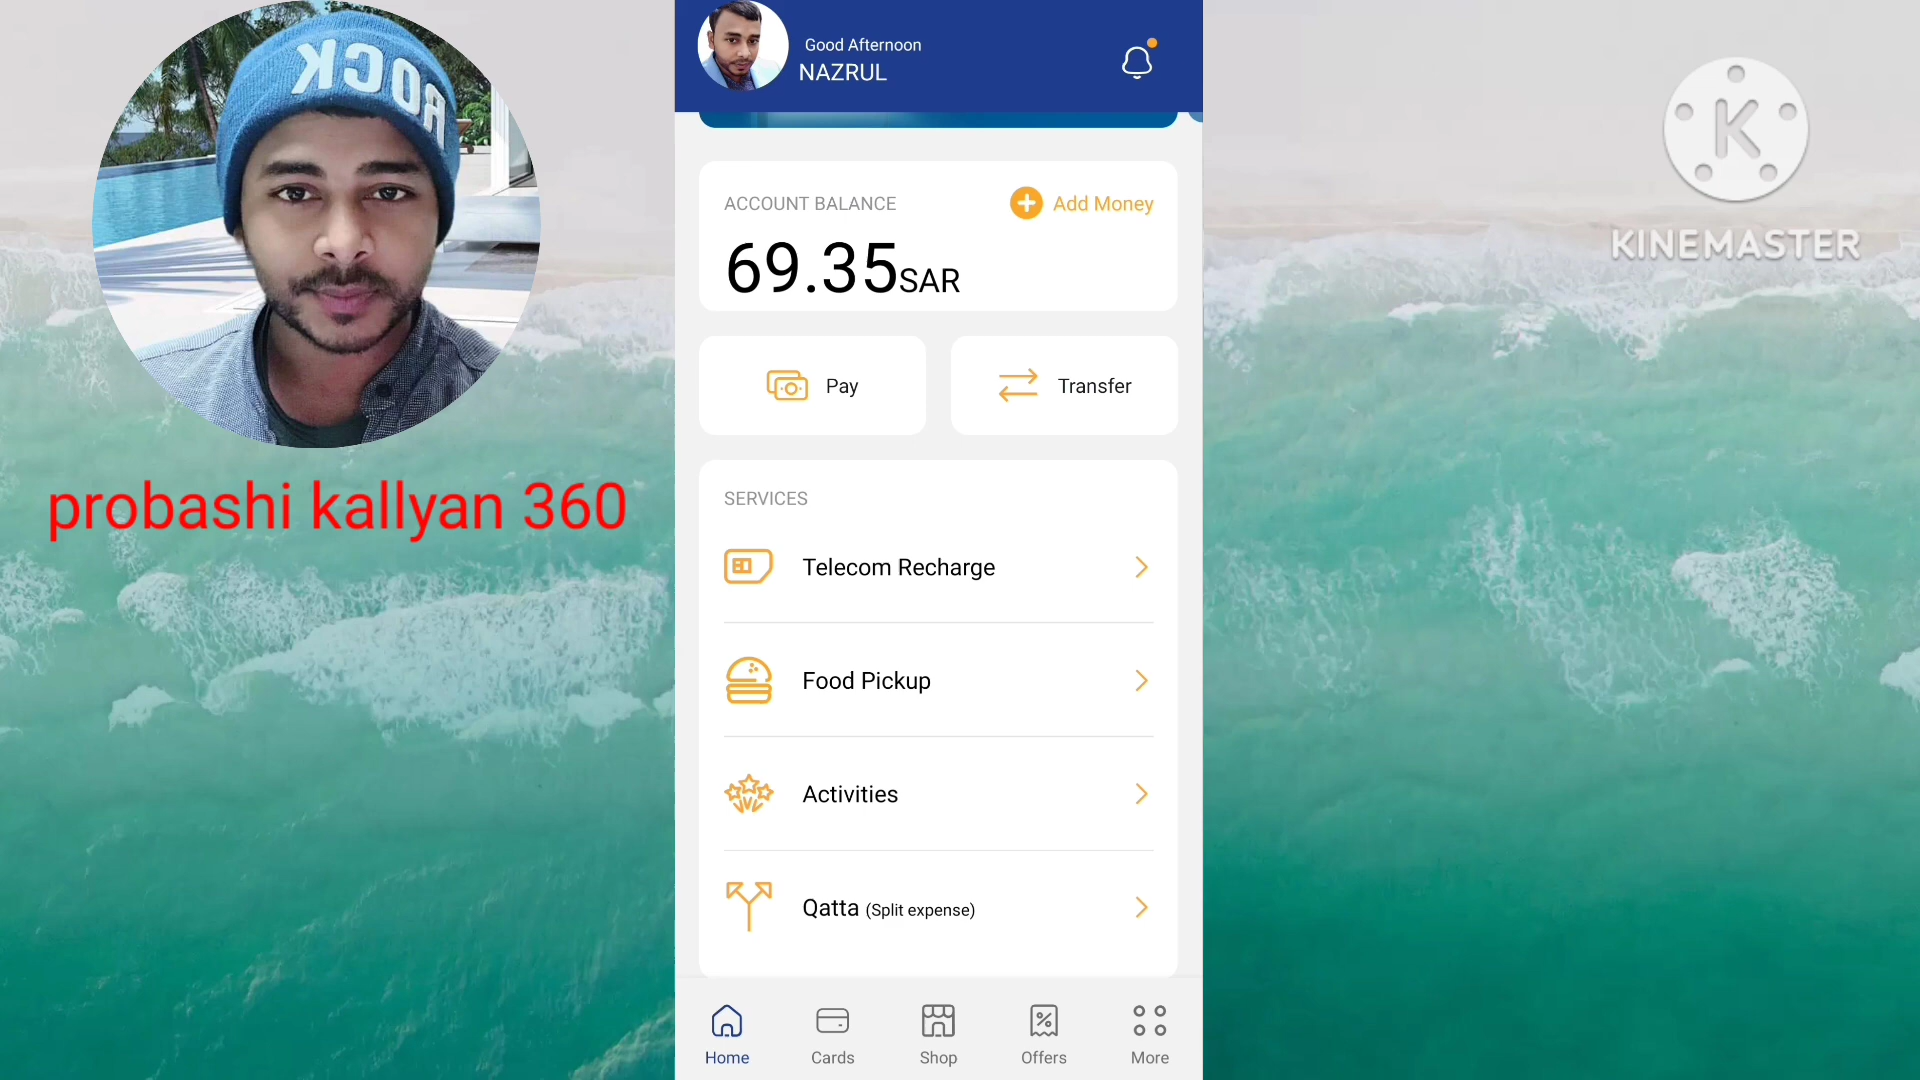 ROCK
probashi kallyan 360
Good Afternoon
NAZRUL
ACCOUNT BALANCE
Add Money
69.35SAR
Pay
Transfer
SERVICES
Telecom Recharge
Food Pickup
Activities
Qatta (Split expense)
Home
Cards
Shop
Offers
More
K
KINEMASTER